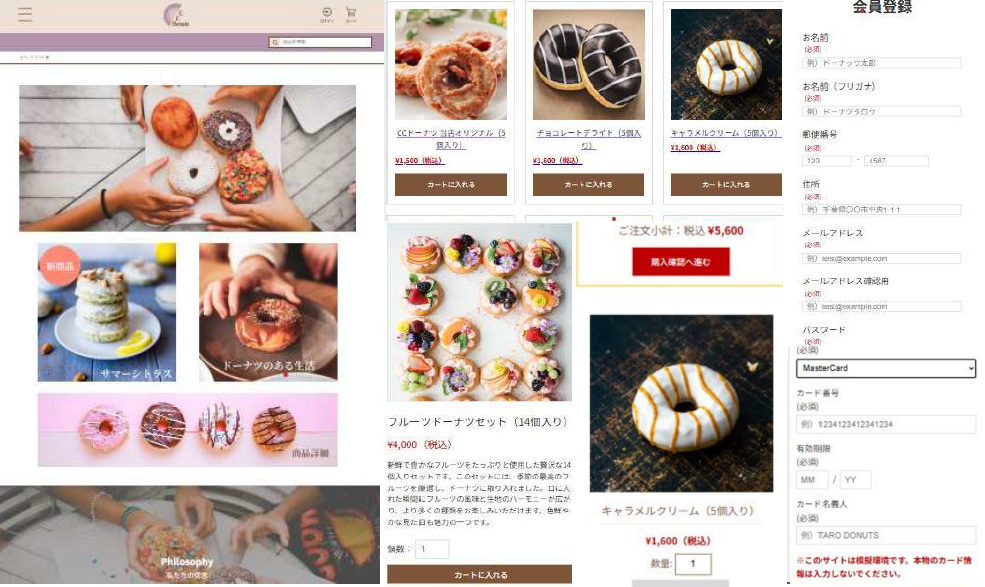 新商品
サマーシトラス
ドーナツのある生活
商品詳細
Philosophy
私たちの信念
CCドーナツ 当店オリジナル（5
個入り）
¥1,500（税込）
カートに入れる
チョコレートデライト（5個入
り）
¥1,600（税込）
カートに入れる
キャラメルクリーム（5個入り）
¥1,600（税込）
カートに入れる
フルーツドーナツセット（14個入り）
¥4,000（税込）
新鮮で豊かなフルーツをたっぷりと使用した贅沢な14
個入りセットです。このセットには、季節の最高のフ
ルーツを厳選し、ドーナツに取り入れました。口に入
れた瞬間にフルーツの風味と生地のハーモニーが広が
り、より多くの種類をお楽しみいただけます。色鮮や
かな見た目も魅力の一つです。
個数： 1
カートに入れる
ご注文小計：税込 ¥5,600
購入確認へ進む
キャラメルクリーム（5個入り）
¥1,600（税込）
数量: 1
会員登録
お名前
(必須)
例）ドーナッツ太郎
お名前（フリガナ）
(必須)
例）ドーナツタロウ
郵便番号
(必須)
123 - 4567
住所
(必須)
例）千葉県〇〇市中央1-1-1
メールアドレス
(必須)
例）test@example.com
メールアドレス確認用
(必須)
例）test@example.com
パスワード
(必須)
(必須)
MasterCard
カード番号
(必須)
例）1234123412341234
有効期限
(必須)
MM / YY
カード名義人
(必須)
例）TARO DONUTS
※このサイトは模擬環境です。本物のカード情
報は入力しないでください。